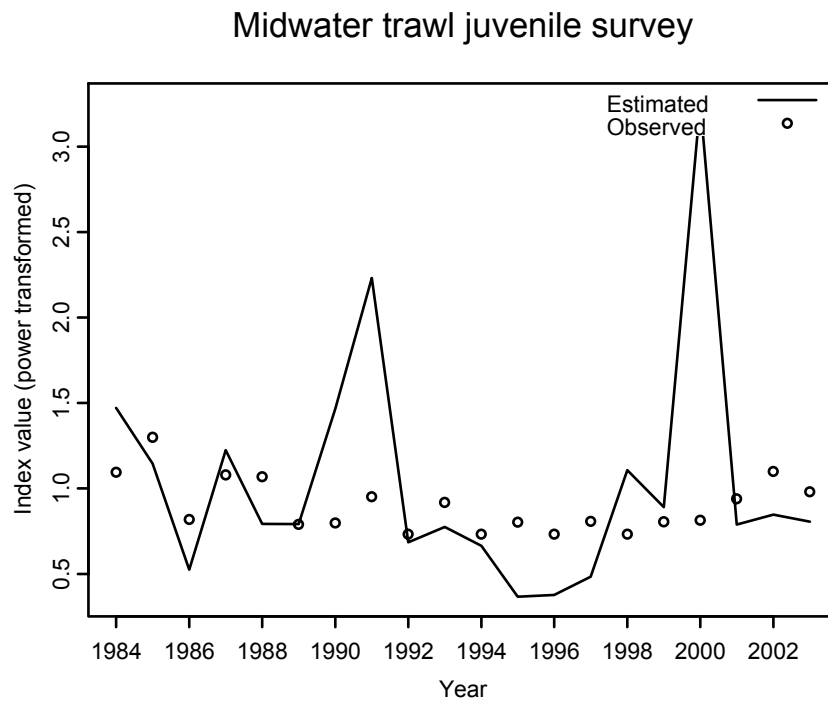 Midwater trawl juvenile survey
Estimated
Observed
Index value (power transformed)
3.0
2.5
2.0
1.5
1.0
0.5
1984 1986 1988 1990 1992 1994 1996 1998 2000 2002
Year